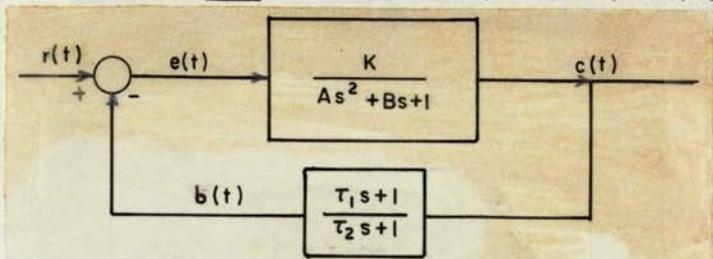 r(t)
+
-
e(t)
K
As² + Bs+1
c(t)
b(t)
τ₁ s+1
τ₂ s+1